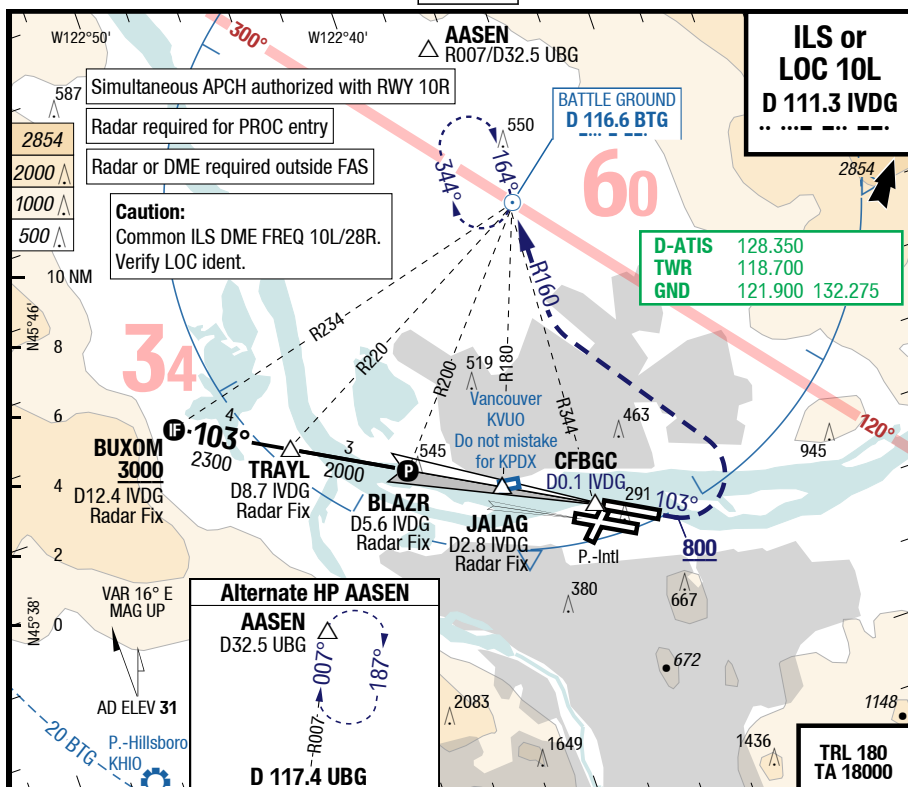 W122°50'
300°
W122°40'
AASEN
R007/D32.5 UBG
ILS or
LOC 10L
D 111.3 IVDG
Simultaneous APCH authorized with RWY 10R
587
BATTLE GROUND
D 116.6 BTG
Radar required for PROC entry
2854
2000
1000
500
550
Radar or DME required outside FAS
344°
164°
60
2854
Caution:
Common ILS DME FREQ 10L/28R.
Verify LOC ident.
D-ATIS 128.350
TWR 118.700
GND 121.900 132.275
10 NM
N45°46'
R160
R234
R220
R200
R180
R344
8
34
519
Vancouver
KVUO
Do not mistake
for KPDX
463
120°
945
6
4
103°
2300
3
2000
BUXOM
3000
D12.4 IVDG
Radar Fix
TRAYL
D8.7 IVDG
Radar Fix
IF
P
545
BLAZR
D5.6 IVDG
Radar Fix
JALAG
D2.8 IVDG
Radar Fix
CFBGC
D0.1 IVDG
291
103°
800
P.-Intl
4
2
0
N45°38'
VAR 16° E
MAG UP
AD ELEV 31
380
667
672
Alternate HP AASEN
AASEN
D32.5 UBG
007°
187°
R007
D 117.4 UBG
20 BTG
P.-Hillsboro
KHIO
2083
1649
1436
1148
TRL 180
TA 18000